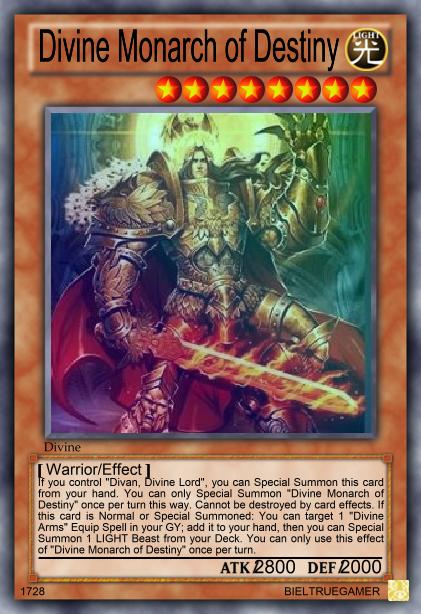 Divine Monarch of Destiny
LIGHT
光
Divine
[ Warrior/Effect ]
If you control "Divan, Divine Lord", you can Special Summon this
card from your hand. You can only Special Summon "Divine Monarch of
Destiny" once per turn this way. Cannot be destroyed by card effects. If
this card is Normal or Special Summoned: You can target 1 "Divine
Arms" Equip Spell in your GY; add it to your hand, then you can Special
Summon 1 LIGHT Beast from your Deck. You can only use this effect
of "Divine Monarch of Destiny" once per turn.
ATK 2800 DEF 2000
1728 BIELTRUEGAMER